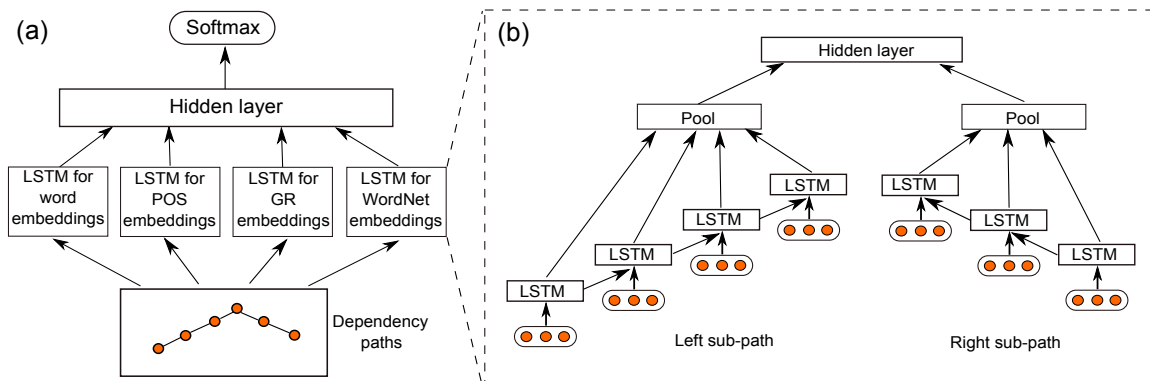 (a)
Softmax
Hidden layer
LSTM for
word
embeddings
LSTM for
POS
embeddings
LSTM for
GR
embeddings
LSTM for
WordNet
embeddings
Dependency
paths
(b)
Hidden layer
Pool
Pool
LSTM
LSTM
LSTM
LSTM
LSTM
LSTM
LSTM
Left sub-path
Right sub-path